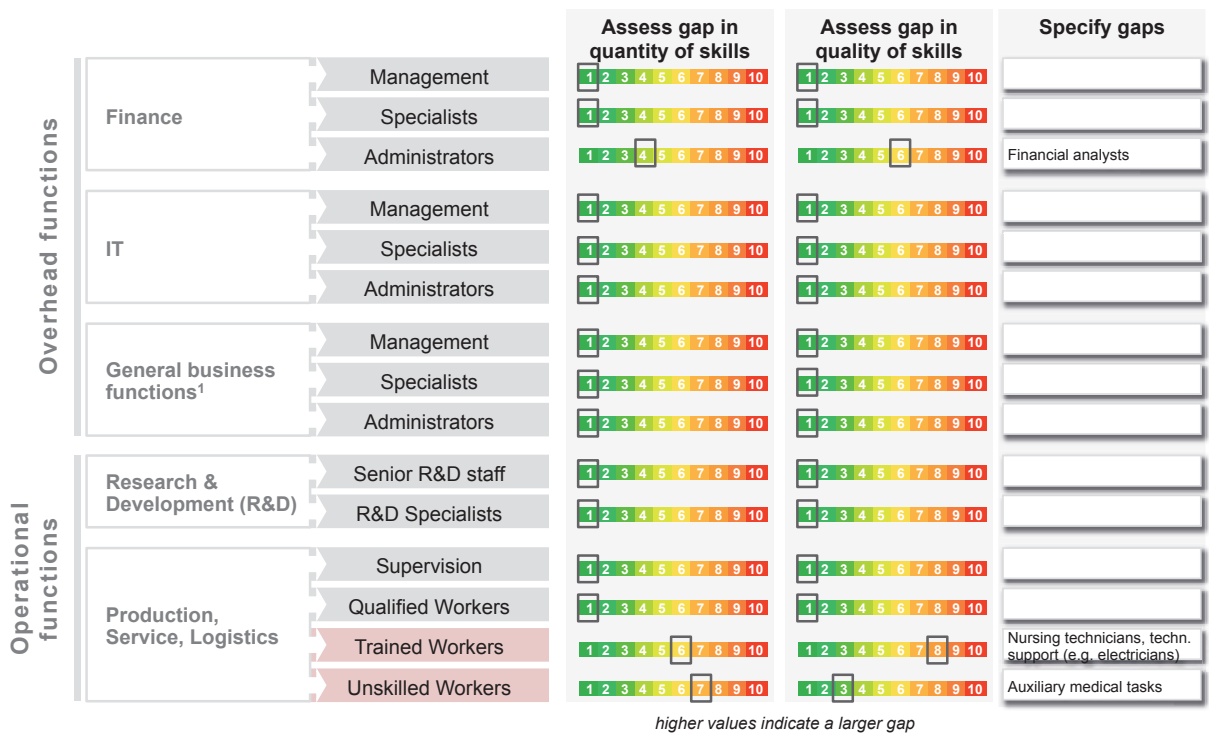 Assess gap in
quantity of skills
Assess gap in
quality of skills
Specify gaps
Overhead functions
Finance
Management
1 2 3 4 5 6 7 8 9 10
1 2 3 4 5 6 7 8 9 10
Specialists
1 2 3 4 5 6 7 8 9 10
1 2 3 4 5 6 7 8 9 10
Administrators
1 2 3 4 5 6 7 8 9 10
1 2 3 4 5 6 7 8 9 10
Financial analysts
IT
Management
1 2 3 4 5 6 7 8 9 10
1 2 3 4 5 6 7 8 9 10
Specialists
1 2 3 4 5 6 7 8 9 10
1 2 3 4 5 6 7 8 9 10
Administrators
1 2 3 4 5 6 7 8 9 10
1 2 3 4 5 6 7 8 9 10
General business
functions¹
Management
1 2 3 4 5 6 7 8 9 10
1 2 3 4 5 6 7 8 9 10
Specialists
1 2 3 4 5 6 7 8 9 10
1 2 3 4 5 6 7 8 9 10
Administrators
1 2 3 4 5 6 7 8 9 10
1 2 3 4 5 6 7 8 9 10
Operational
functions
Research &
Development (R&D)
Senior R&D staff
1 2 3 4 5 6 7 8 9 10
1 2 3 4 5 6 7 8 9 10
R&D Specialists
1 2 3 4 5 6 7 8 9 10
1 2 3 4 5 6 7 8 9 10
Production,
Service, Logistics
Supervision
1 2 3 4 5 6 7 8 9 10
1 2 3 4 5 6 7 8 9 10
Qualified Workers
1 2 3 4 5 6 7 8 9 10
1 2 3 4 5 6 7 8 9 10
Trained Workers
1 2 3 4 5 6 7 8 9 10
1 2 3 4 5 6 7 8 9 10
Nursing technicians, techn.
support (e.g. electricians)
Unskilled Workers
1 2 3 4 5 6 7 8 9 10
1 2 3 4 5 6 7 8 9 10
Auxiliary medical tasks
higher values indicate a larger gap